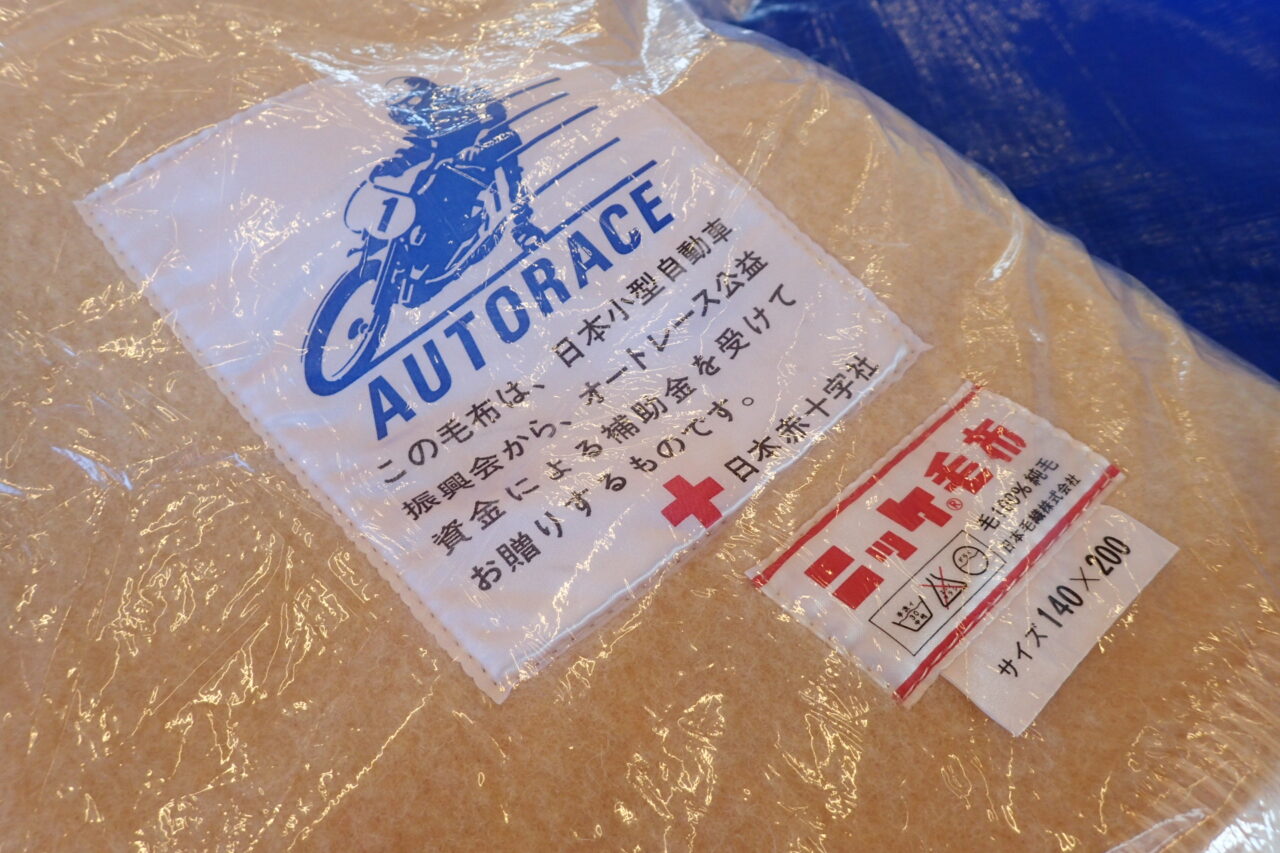 1
AUTORACE
この毛布は、日本小型自動車
振興会から、オートレース公益
資金による補助金を受けて
お贈りするものです。
日本赤十字社
ニッケ毛布®
毛100%純毛
日本毛織株式会社
30
サイズ 140×200